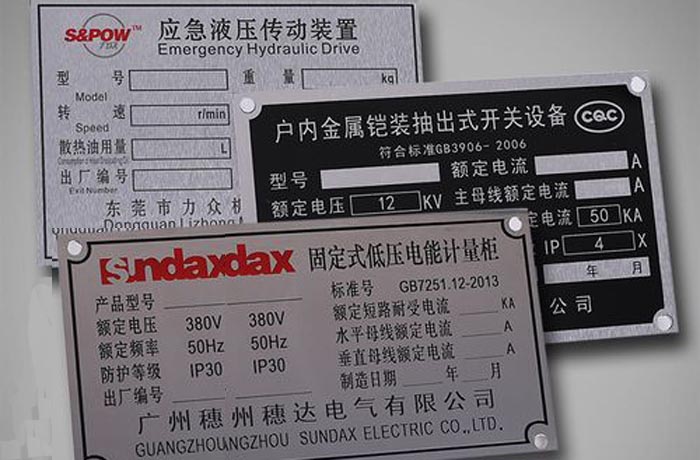 S&POW™
力众
应急液压传动装置
Emergency Hydraulic Drive
型 号 重 量 kg
Model
转 速 r/min
Speed
散热油用量 L
出厂编号
Exit Number
东莞市力众机
Dongguan Lizhong
户内金属铠装抽出式开关设备 CQC
符合标准GB3906- 2006
型号 额定电流 A
额定电压 12 KV 主母线额定电流 A
定电流 50 KA
IP 4 X
年 月
公司
sundaxdax 固定式低压电能计量柜
产品型号 标准号 GB7251.12-2013
额定电压 380V 380V 额定短路耐受电流 KA
额定频率 50Hz 50Hz 水平母线额定电流 A
防护等级 IP30 IP30 垂直母线额定电流 A
出厂编号 制造日期 年 月
广州穗州穗达电气有限公司
GUANGZHOUNGZHOU SUNDAX ELECTRIC CO.,LTD.